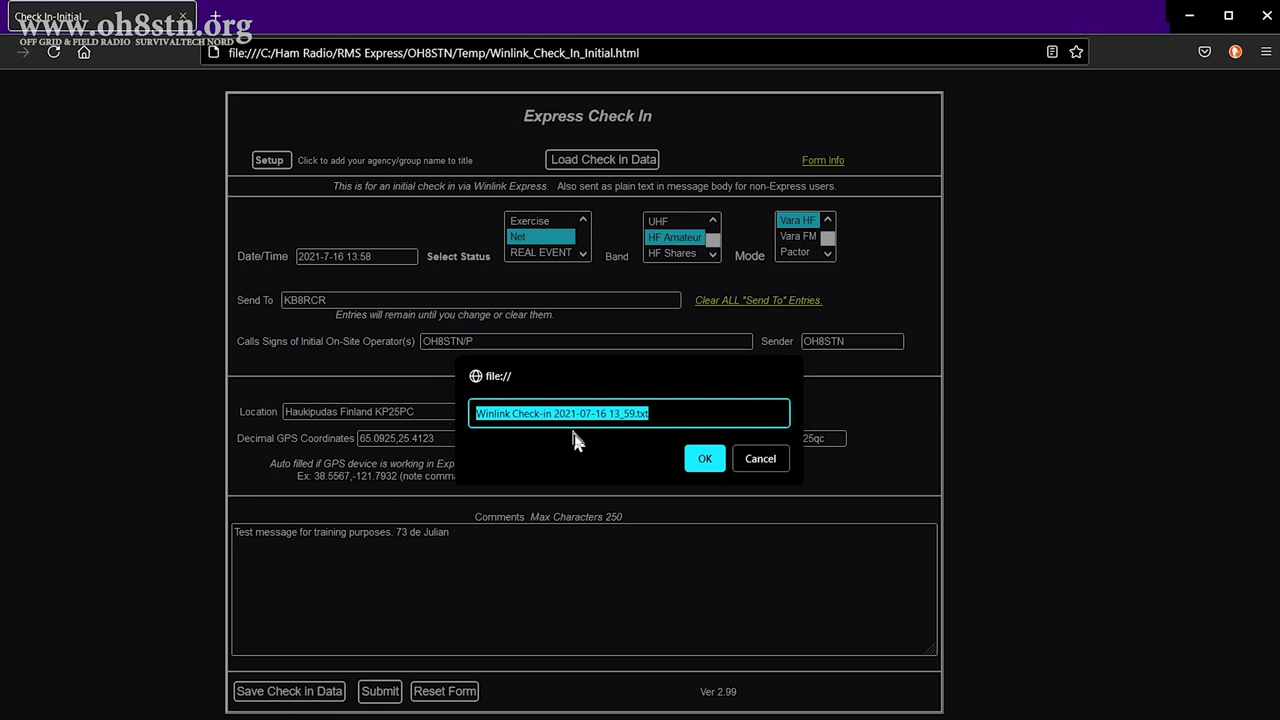 Check In-Initial
www.oh8stn.org
OFF GRID & FIELD RADIO SURVIVALTECH NORD
file:///C:/Ham Radio/RMS Express/OH8STN/Temp/Winlink_Check_In_Initial.html
Express Check In
Setup Click to add your agency/group name to title Load Check in Data Form Info
This is for an initial check in via Winlink Express. Also sent as plain text in message body for non-Express users.
Exercise UHF Vara HF
Net HF Amateur Vara FM
REAL EVENT HF Shares Pactor
Date/Time 2021-7-16 13:58 Select Status Band Mode
Send To KB8RCR Clear ALL "Send To" Entries.
Entries will remain until you change or clear them.
Calls Signs of Initial On-Site Operator(s) OH8STN/P Sender OH8STN
file://
Location Haukipudas Finland KP25PC
Winlink Check-in 2021-07-16 13_59.txt
Decimal GPS Coordinates 65.0925,25.4123 25qc
OK Cancel
Auto filled if GPS device is working in Exp
Ex: 38.5567,-121.7932 (note comma
Comments Max Characters 250
Test message for training purposes. 73 de Julian
Save Check in Data Submit Reset Form Ver 2.99